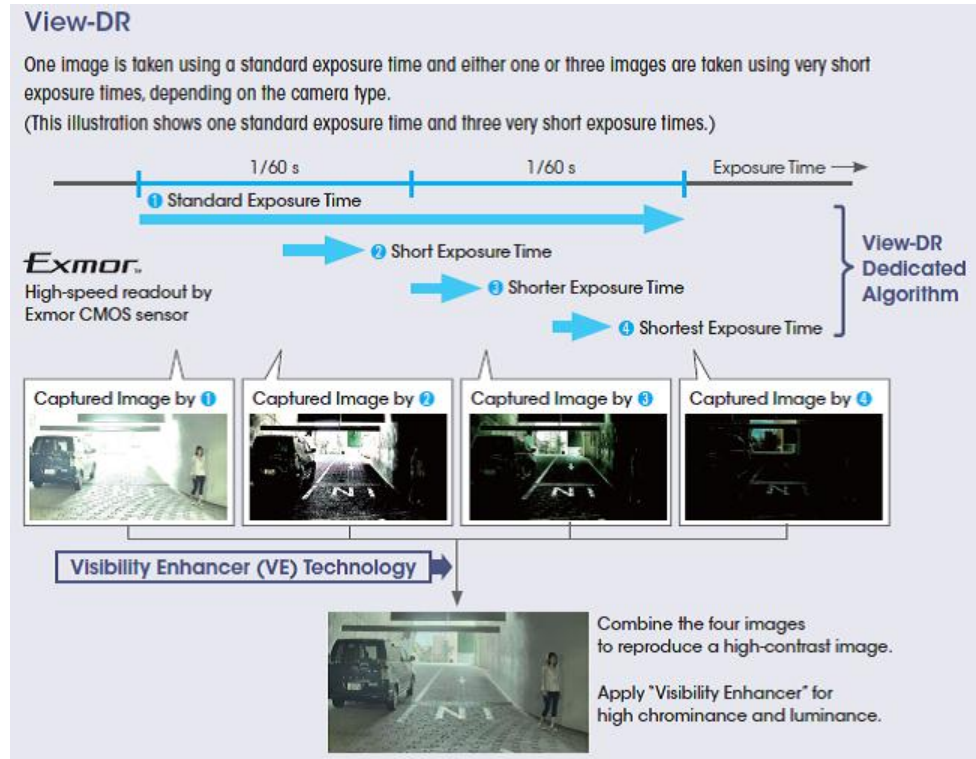 View-DR
One image is taken using a standard exposure time and either one or three images are taken using very short
exposure times, depending on the camera type.
(This illustration shows one standard exposure time and three very short exposure times.)
1/60 s
1/60 s
Exposure Time
1 Standard Exposure Time
2 Short Exposure Time
3 Shorter Exposure Time
4 Shortest Exposure Time
Exmor™
High-speed readout by
Exmor CMOS sensor
View-DR
Dedicated
Algorithm
Captured Image by 1
Captured Image by 2
Captured Image by 3
Captured Image by 4
IN
IN
IN
Visibility Enhancer (VE) Technology
IN
Combine the four images
to reproduce a high-contrast image.
Apply "Visibility Enhancer" for
high chrominance and luminance.